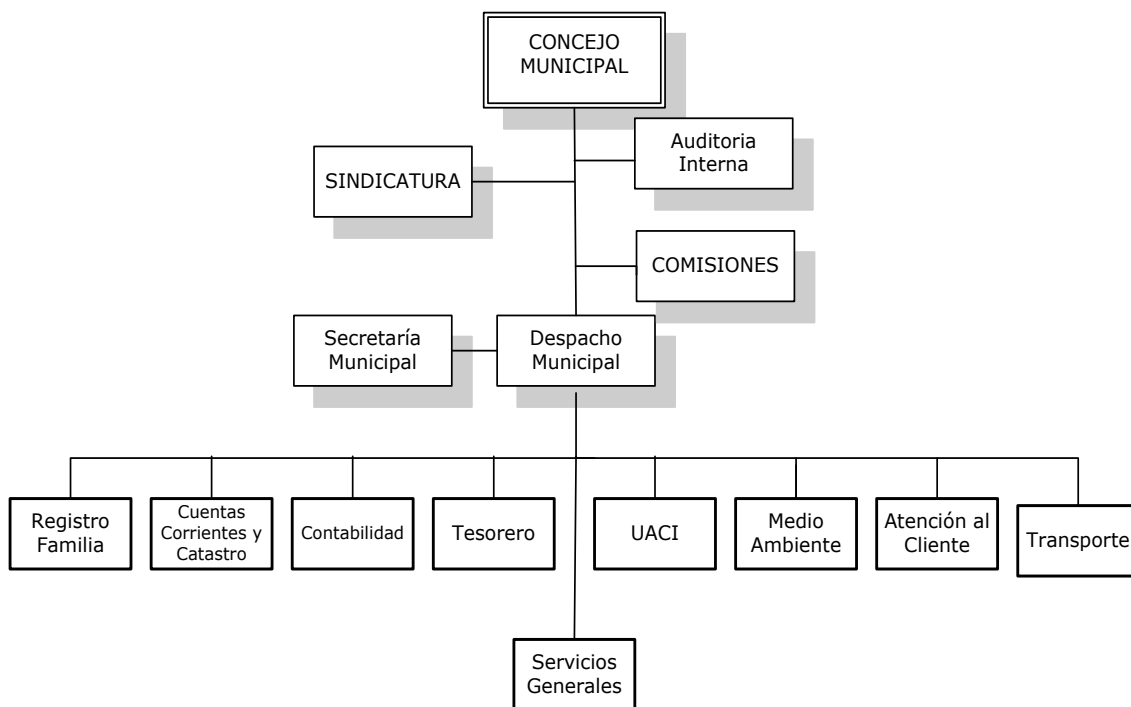 CONCEJO
MUNICIPAL
Auditoria
Interna
SINDICATURA
COMISIONES
Secretaría
Municipal
Despacho
Municipal
Registro
Familia
Cuentas
Corrientes y
Catastro
Contabilidad
Tesorero
UACI
Medio
Ambiente
Atención al
Cliente
Transporte
Servicios
Generales